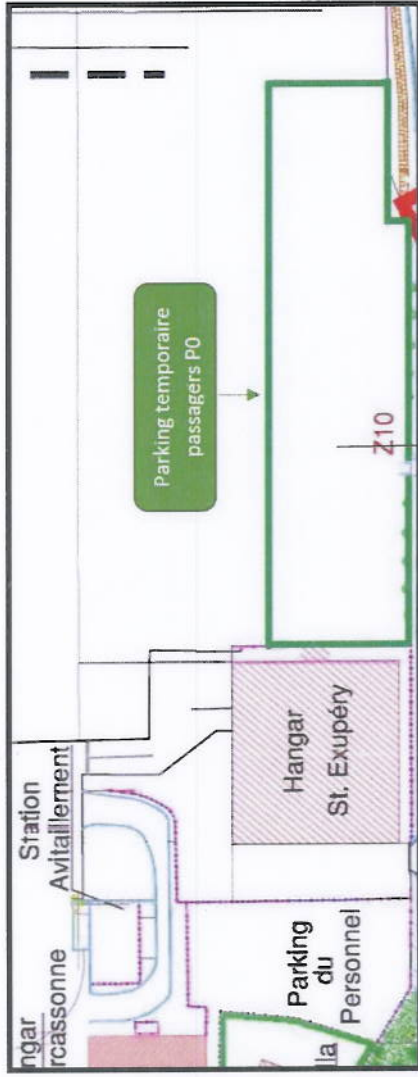 ngar
rcassonne
Station
Avitaillement
Parking temporaire
passagers P0
Hangar
St. Exupéry
Parking
du
Personnel
lla
Z10